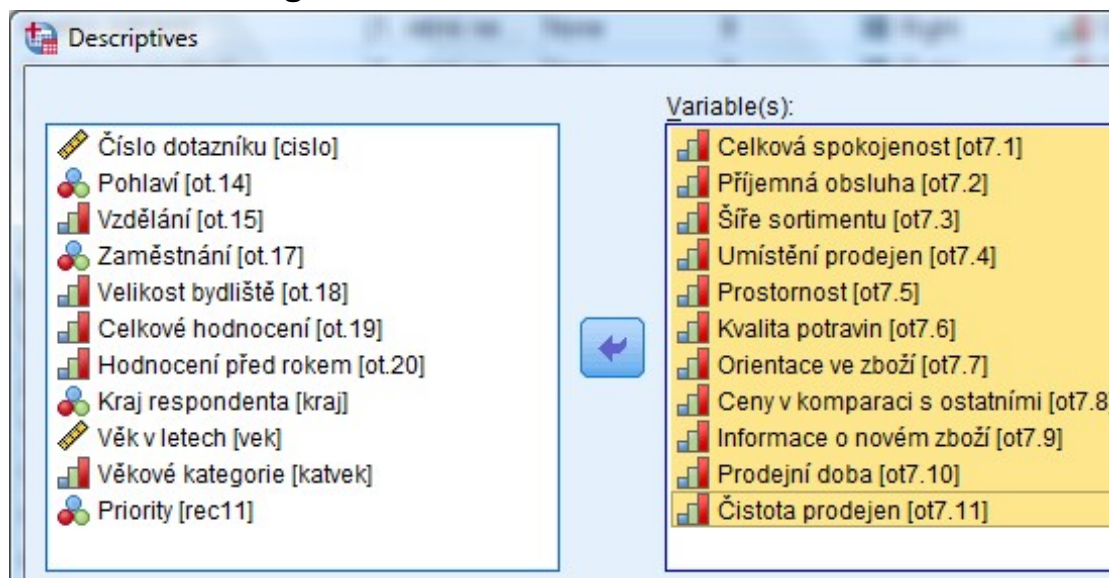 Descriptives
None
8
Right
Variable(s):
Číslo dotazníku [cislo]
Pohlaví [ot.14]
Vzdělání [ot.15]
Zaměstnání [ot.17]
Velikost bydliště [ot.18]
Celkové hodnocení [ot.19]
Hodnocení před rokem [ot.20]
Kraj respondenta [kraj]
Věk v letech [vek]
Věkové kategorie [katvek]
Priority [rec11]
Celková spokojenost [ot7.1]
Příjemná obsluha [ot7.2]
Šíře sortimentu [ot7.3]
Umístění prodejen [ot7.4]
Prostornost [ot7.5]
Kvalita potravin [ot7.6]
Orientace ve zboží [ot7.7]
Ceny v komparaci s ostatními [ot7.8
Informace o novém zboží [ot7.9]
Prodejní doba [ot7.10]
Čistota prodejen [ot7.11]